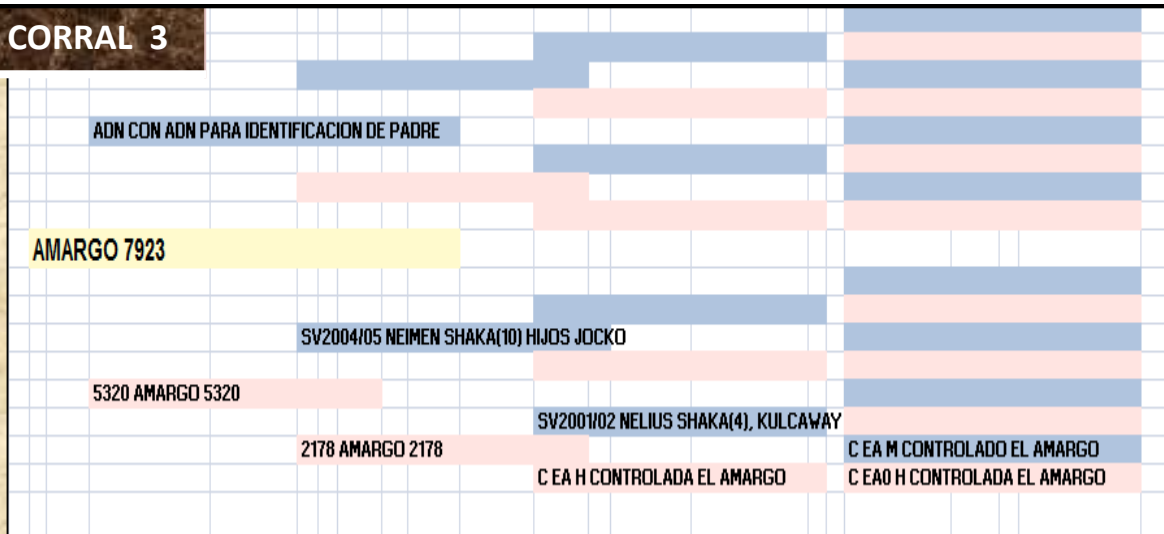 CORRAL 3
ADN CON ADN PARA IDENTIFICACION DE PADRE
AMARGO 7923
SV2004/05 NEIMEN SHAKA(10) HIJOS JOCKO
5320 AMARGO 5320
SV2001/02 NELIUS SHAKA(4), KULCAWAY
2178 AMARGO 2178
C EA M CONTROLADO EL AMARGO
C EA H CONTROLADA EL AMARGO
C EA0 H CONTROLADA EL AMARGO